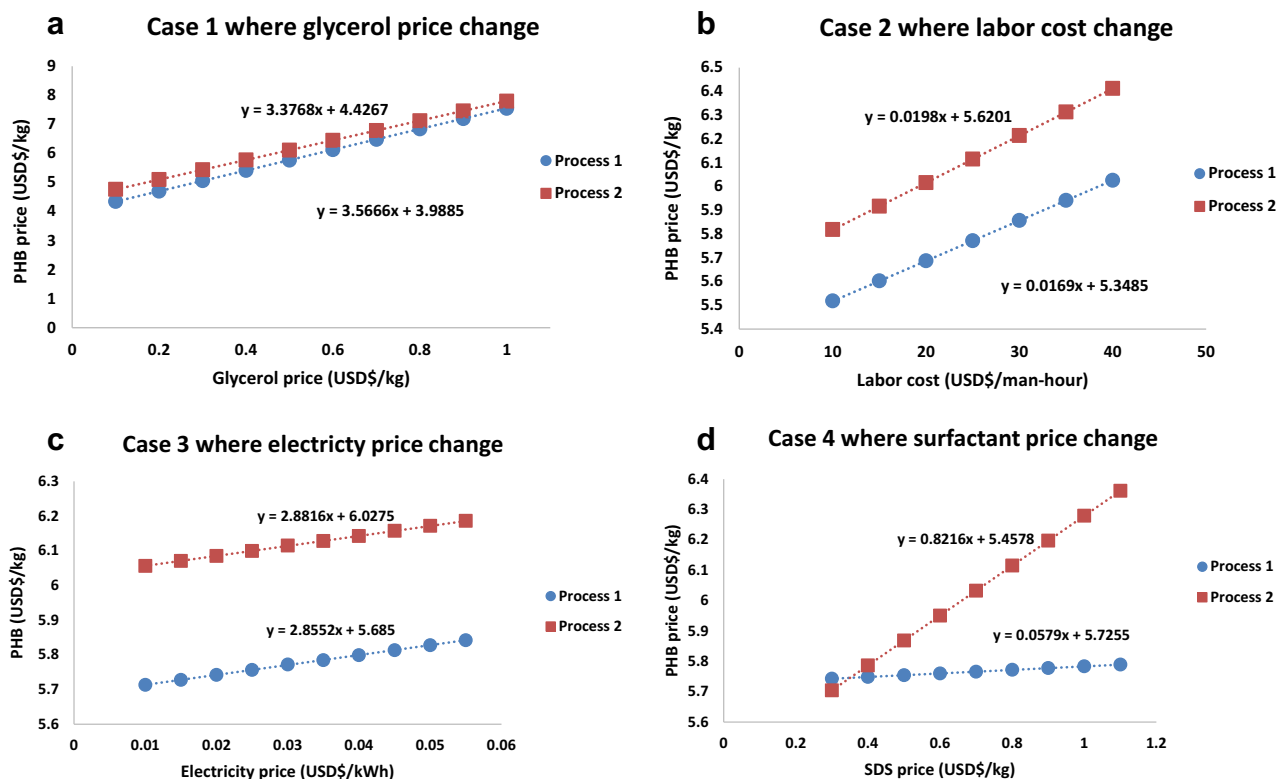 a
Case 1 where glycerol price change
9
8
7
6
5
4
3
2
1
0
PHB price (USD$/kg)
y = 3.3768x + 4.4267
y = 3.5666x + 3.9885
Process 1
Process 2
0 0.2 0.4 0.6 0.8 1
Glycerol price (USD$/kg)
b
Case 2 where labor cost change
6.5
6.4
6.3
6.2
6.1
6
5.9
5.8
5.7
5.6
5.5
5.4
PHB price (USD$/kg)
y = 0.0198x + 5.6201
y = 0.0169x + 5.3485
Process 1
Process 2
0 10 20 30 40 50
Labor cost (USD$/man-hour)
c
Case 3 where electricty price change
6.3
6.2
6.1
6
5.9
5.8
5.7
5.6
PHB (USD$/kg)
y = 2.8816x + 6.0275
y = 2.8552x + 5.685
Process 1
Process 2
0 0.01 0.02 0.03 0.04 0.05 0.06
Electricity price (USD$/kWh)
d
Case 4 where surfactant price change
6.4
6.3
6.2
6.1
6
5.9
5.8
5.7
5.6
PHB price (USD$/kg)
y = 0.8216x + 5.4578
y = 0.0579x + 5.7255
Process 1
Process 2
0 0.2 0.4 0.6 0.8 1 1.2
SDS price (USD$/kg)